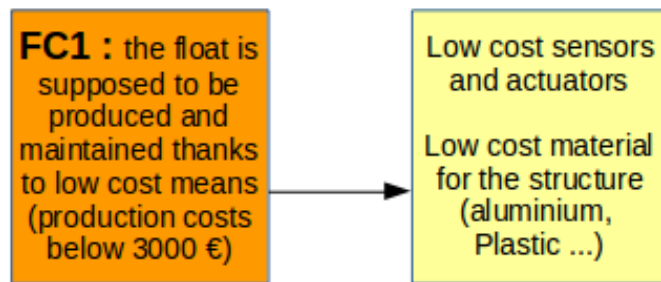 FC1 : the float is
supposed to be
produced and
maintained thanks
to low cost means
(production costs
below 3000 €)
Low cost sensors
and actuators
Low cost material
for the structure
(aluminium,
Plastic ...)